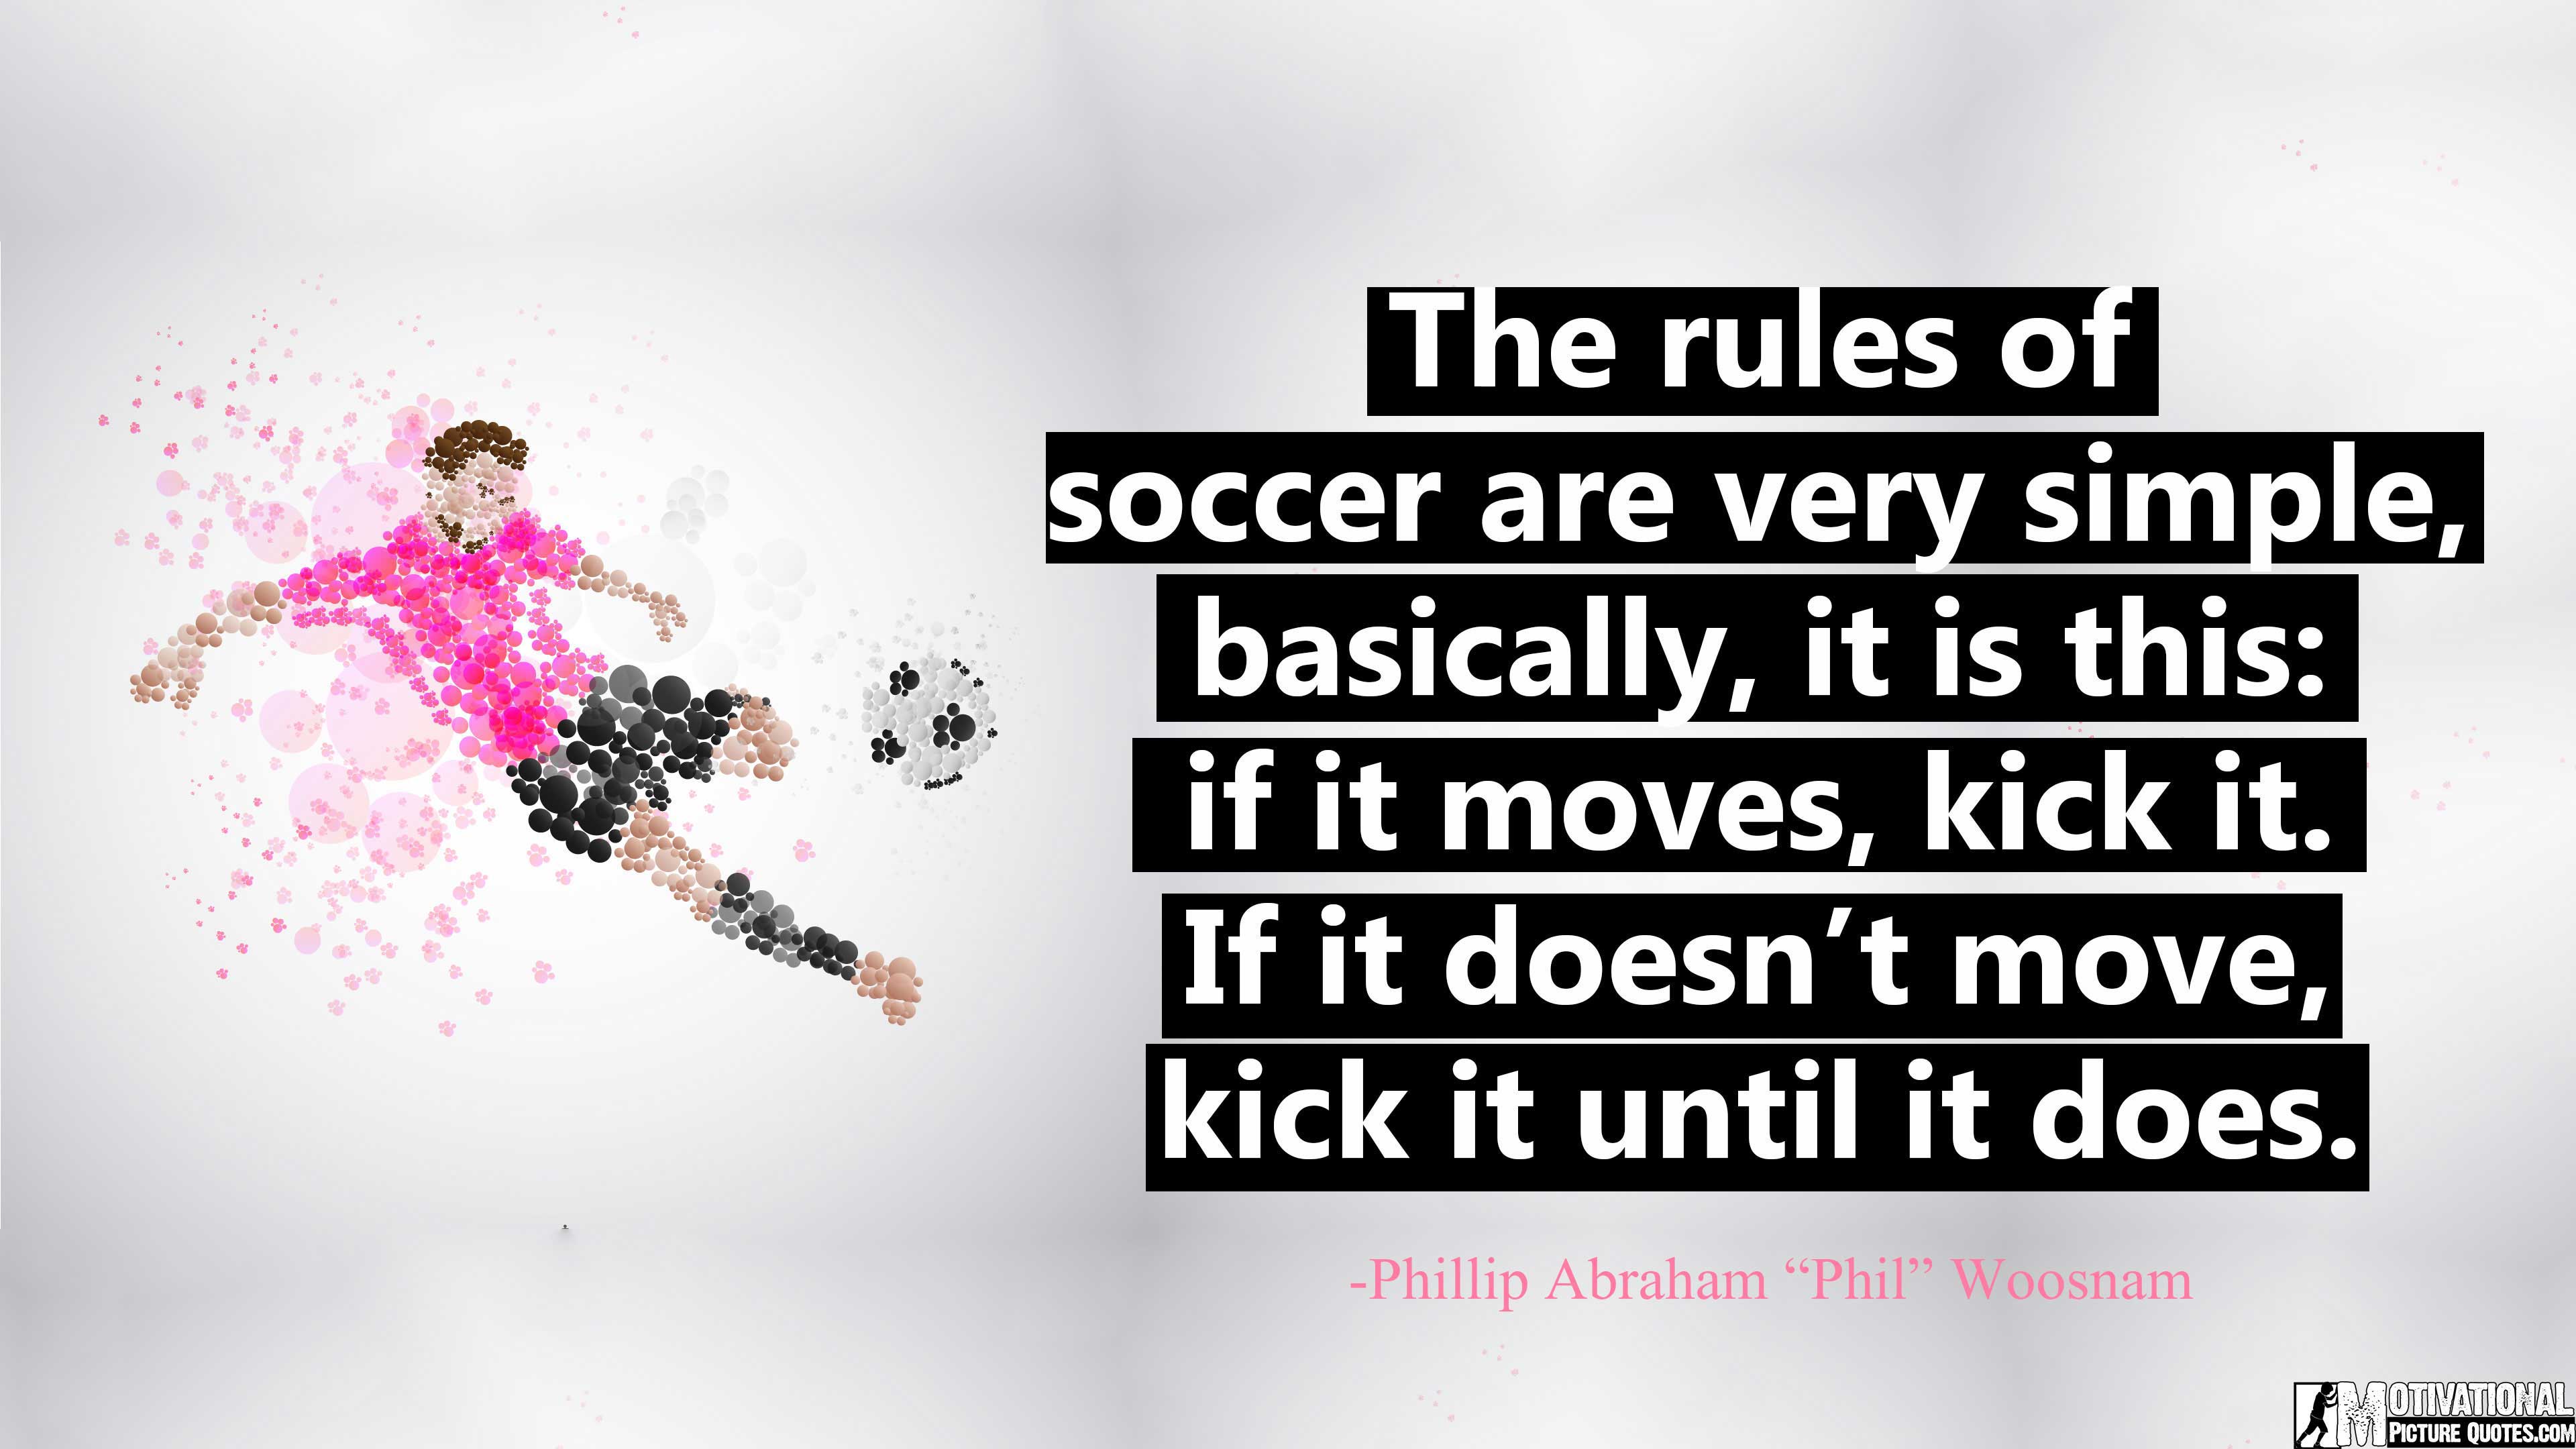 The rules of
soccer are very simple,
basically, it is this:
if it moves, kick it.
If it doesn’t move,
kick it until it does.
-Phillip Abraham “Phil” Woosnam
MOTIVATIONAL
PICTURE QUOTES.COM